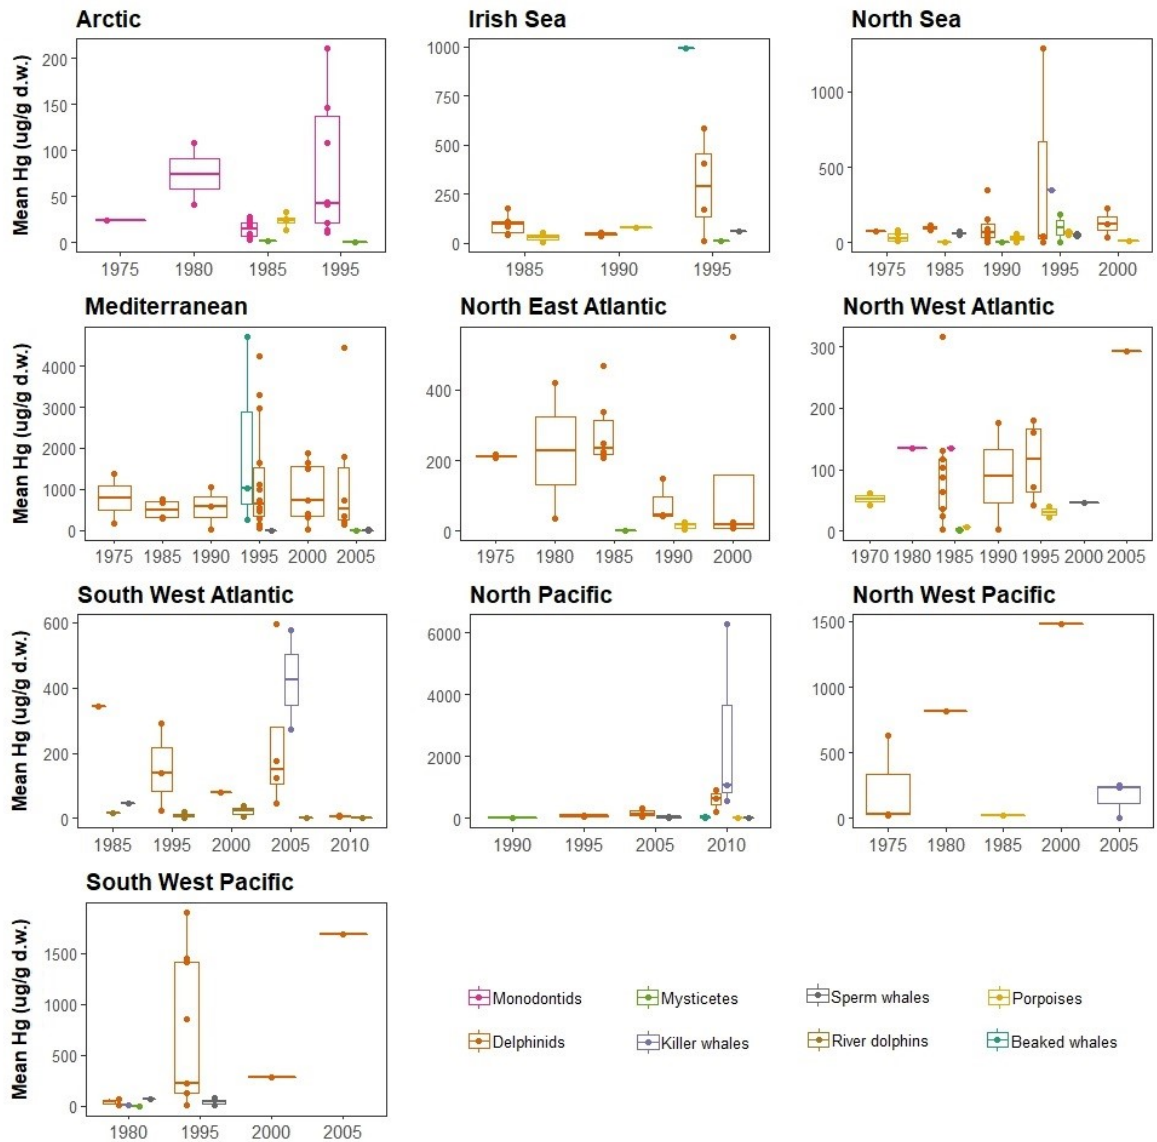 Arctic
Irish Sea
North Sea
Mean Hg (ug/g d.w.)
200
150
100
50
0
1975 1980 1985 1995
1000
750
500
250
0
1985 1990 1995
1000
500
0
1975 1985 1990 1995 2000
Mediterranean
North East Atlantic
North West Atlantic
Mean Hg (ug/g d.w.)
4000
3000
2000
1000
0
1975 1985 1990 1995 2000 2005
400
200
0
1975 1980 1985 1990 2000
300
200
100
0
1970 1980 1985 1990 1995 2000 2005
South West Atlantic
North Pacific
North West Pacific
Mean Hg (ug/g d.w.)
600
400
200
0
1985 1995 2000 2005 2010
6000
4000
2000
0
1990 1995 2005 2010
1500
1000
500
0
1975 1980 1985 2000 2005
South West Pacific
Mean Hg (ug/g d.w.)
1500
1000
500
0
1980 1995 2000 2005
Monodontids Mysticetes Sperm whales Porpoises
Delphinids Killer whales River dolphins Beaked whales